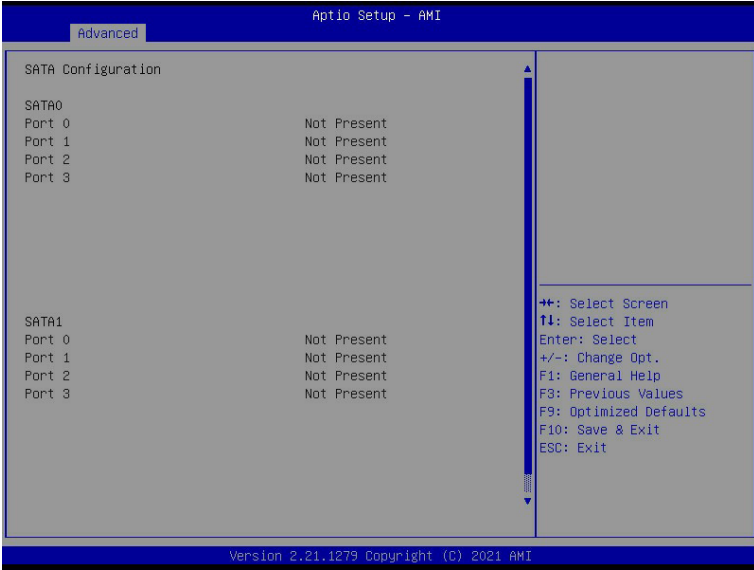 Aptio Setup – AMI
Advanced
SATA Configuration
SATA0
Port 0 Not Present
Port 1 Not Present
Port 2 Not Present
Port 3 Not Present
SATA1
Port 0 Not Present
Port 1 Not Present
Port 2 Not Present
Port 3 Not Present
→←: Select Screen
↑↓: Select Item
Enter: Select
+/-: Change Opt.
F1: General Help
F3: Previous Values
F9: Optimized Defaults
F10: Save & Exit
ESC: Exit
Version 2.21.1279 Copyright (C) 2021 AMI